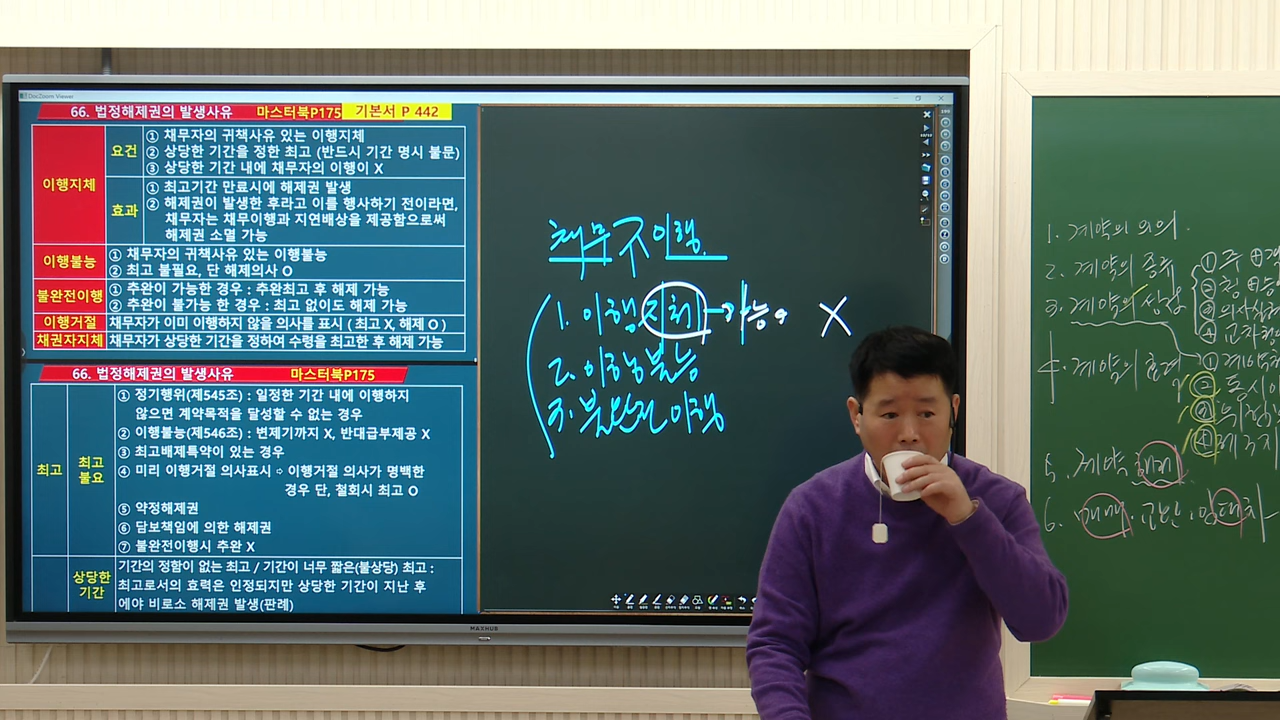 DocZoom Viewer
66. 법정해제권의 발생사유 마스터북P175 기본서 P 442
이행지체
요건
① 채무자의 귀책사유 있는 이행지체
② 상당한 기간을 정한 최고 (반드시 기간 명시 불문)
③ 상당한 기간 내에 채무자의 이행이 X
효과
① 최고기간 만료시에 해제권 발생
② 해제권이 발생한 후라고 이를 행사하기 전이라면,
채무자는 채무이행과 지연배상을 제공함으로써
해제권 소멸 가능
이행불능
① 채무자의 귀책사유 있는 이행불능
② 최고 불필요, 단 해제의사 O
불완전이행
① 추완이 가능한 경우 : 추완최고 후 해제 가능
② 추완이 불가능 한 경우 : 최고 없이도 해제 가능
이행거절
채무자가 이미 이행하지 않을 의사를 표시 ( 최고 X, 해제 O )
채권자지체
채무자가 상당한 기간을 정하여 수령을 최고한 후 해제 가능
66. 법정해제권의 발생사유 마스터북P175
최고
최고
불요
① 정기행위(제545조) : 일정한 기간 내에 이행하지
않으면 계약목적을 달성할 수 없는 경우
② 이행불능(제546조) : 변제기까지 X, 반대급부제공 X
③ 최고배제특약이 있는 경우
④ 미리 이행거절 의사표시 ⇨ 이행거절 의사가 명백한
경우 단, 철회시 최고 O
⑤ 약정해제권
⑥ 담보책임에 의한 해제권
⑦ 불완전이행시 추완 X
상당한
기간
기간의 정함이 없는 최고 / 기간이 너무 짧은(불상당) 최고 :
최고로서의 효력은 인정되지만 상당한 기간이 지난 후
에야 비로소 해제권 발생(판례)
채무不이행
1. 이행지체 → 가능 X
2. 이행불능
3. 불완전이행
MAXHUB
1. 계약의 의의.
2. 계약의 종류
3. 계약의 성립
4. 계약의 효력
5. 계약 해제
6. 매매. 교환. 임대차